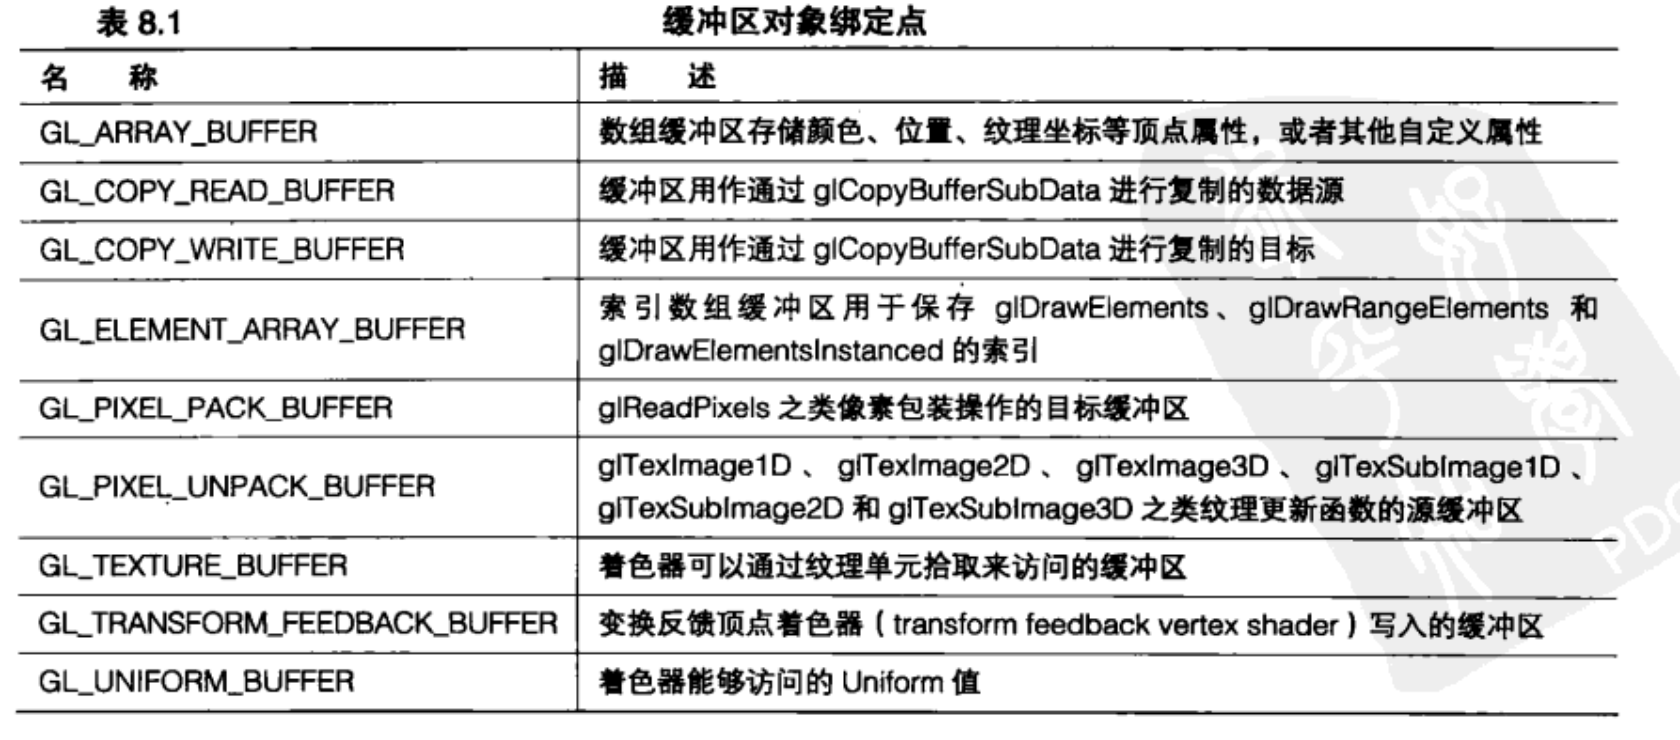 表 8.1 缓冲区对象绑定点
名 称 描 述
GL_ARRAY_BUFFER 数组缓冲区存储颜色、位置、纹理坐标等顶点属性，或者其他自定义属性
GL_COPY_READ_BUFFER 缓冲区用作通过 glCopyBufferSubData 进行复制的数据源
GL_COPY_WRITE_BUFFER 缓冲区用作通过 glCopyBufferSubData 进行复制的目标
GL_ELEMENT_ARRAY_BUFFER 索引数组缓冲区用于保存 glDrawElements、glDrawRangeElements 和
glDrawElementsInstanced 的索引
GL_PIXEL_PACK_BUFFER glReadPixels 之类像素包装操作的目标缓冲区
GL_PIXEL_UNPACK_BUFFER glTexImage1D、glTexImage2D、glTexImage3D、glTexSubImage1D、
glTexSubImage2D 和 glTexSubImage3D 之类纹理更新函数的源缓冲区
GL_TEXTURE_BUFFER 着色器可以通过纹理单元拾取来访问的缓冲区
GL_TRANSFORM_FEEDBACK_BUFFER 变换反馈顶点着色器（transform feedback vertex shader）写入的缓冲区
GL_UNIFORM_BUFFER 着色器能够访问的 Uniform 值